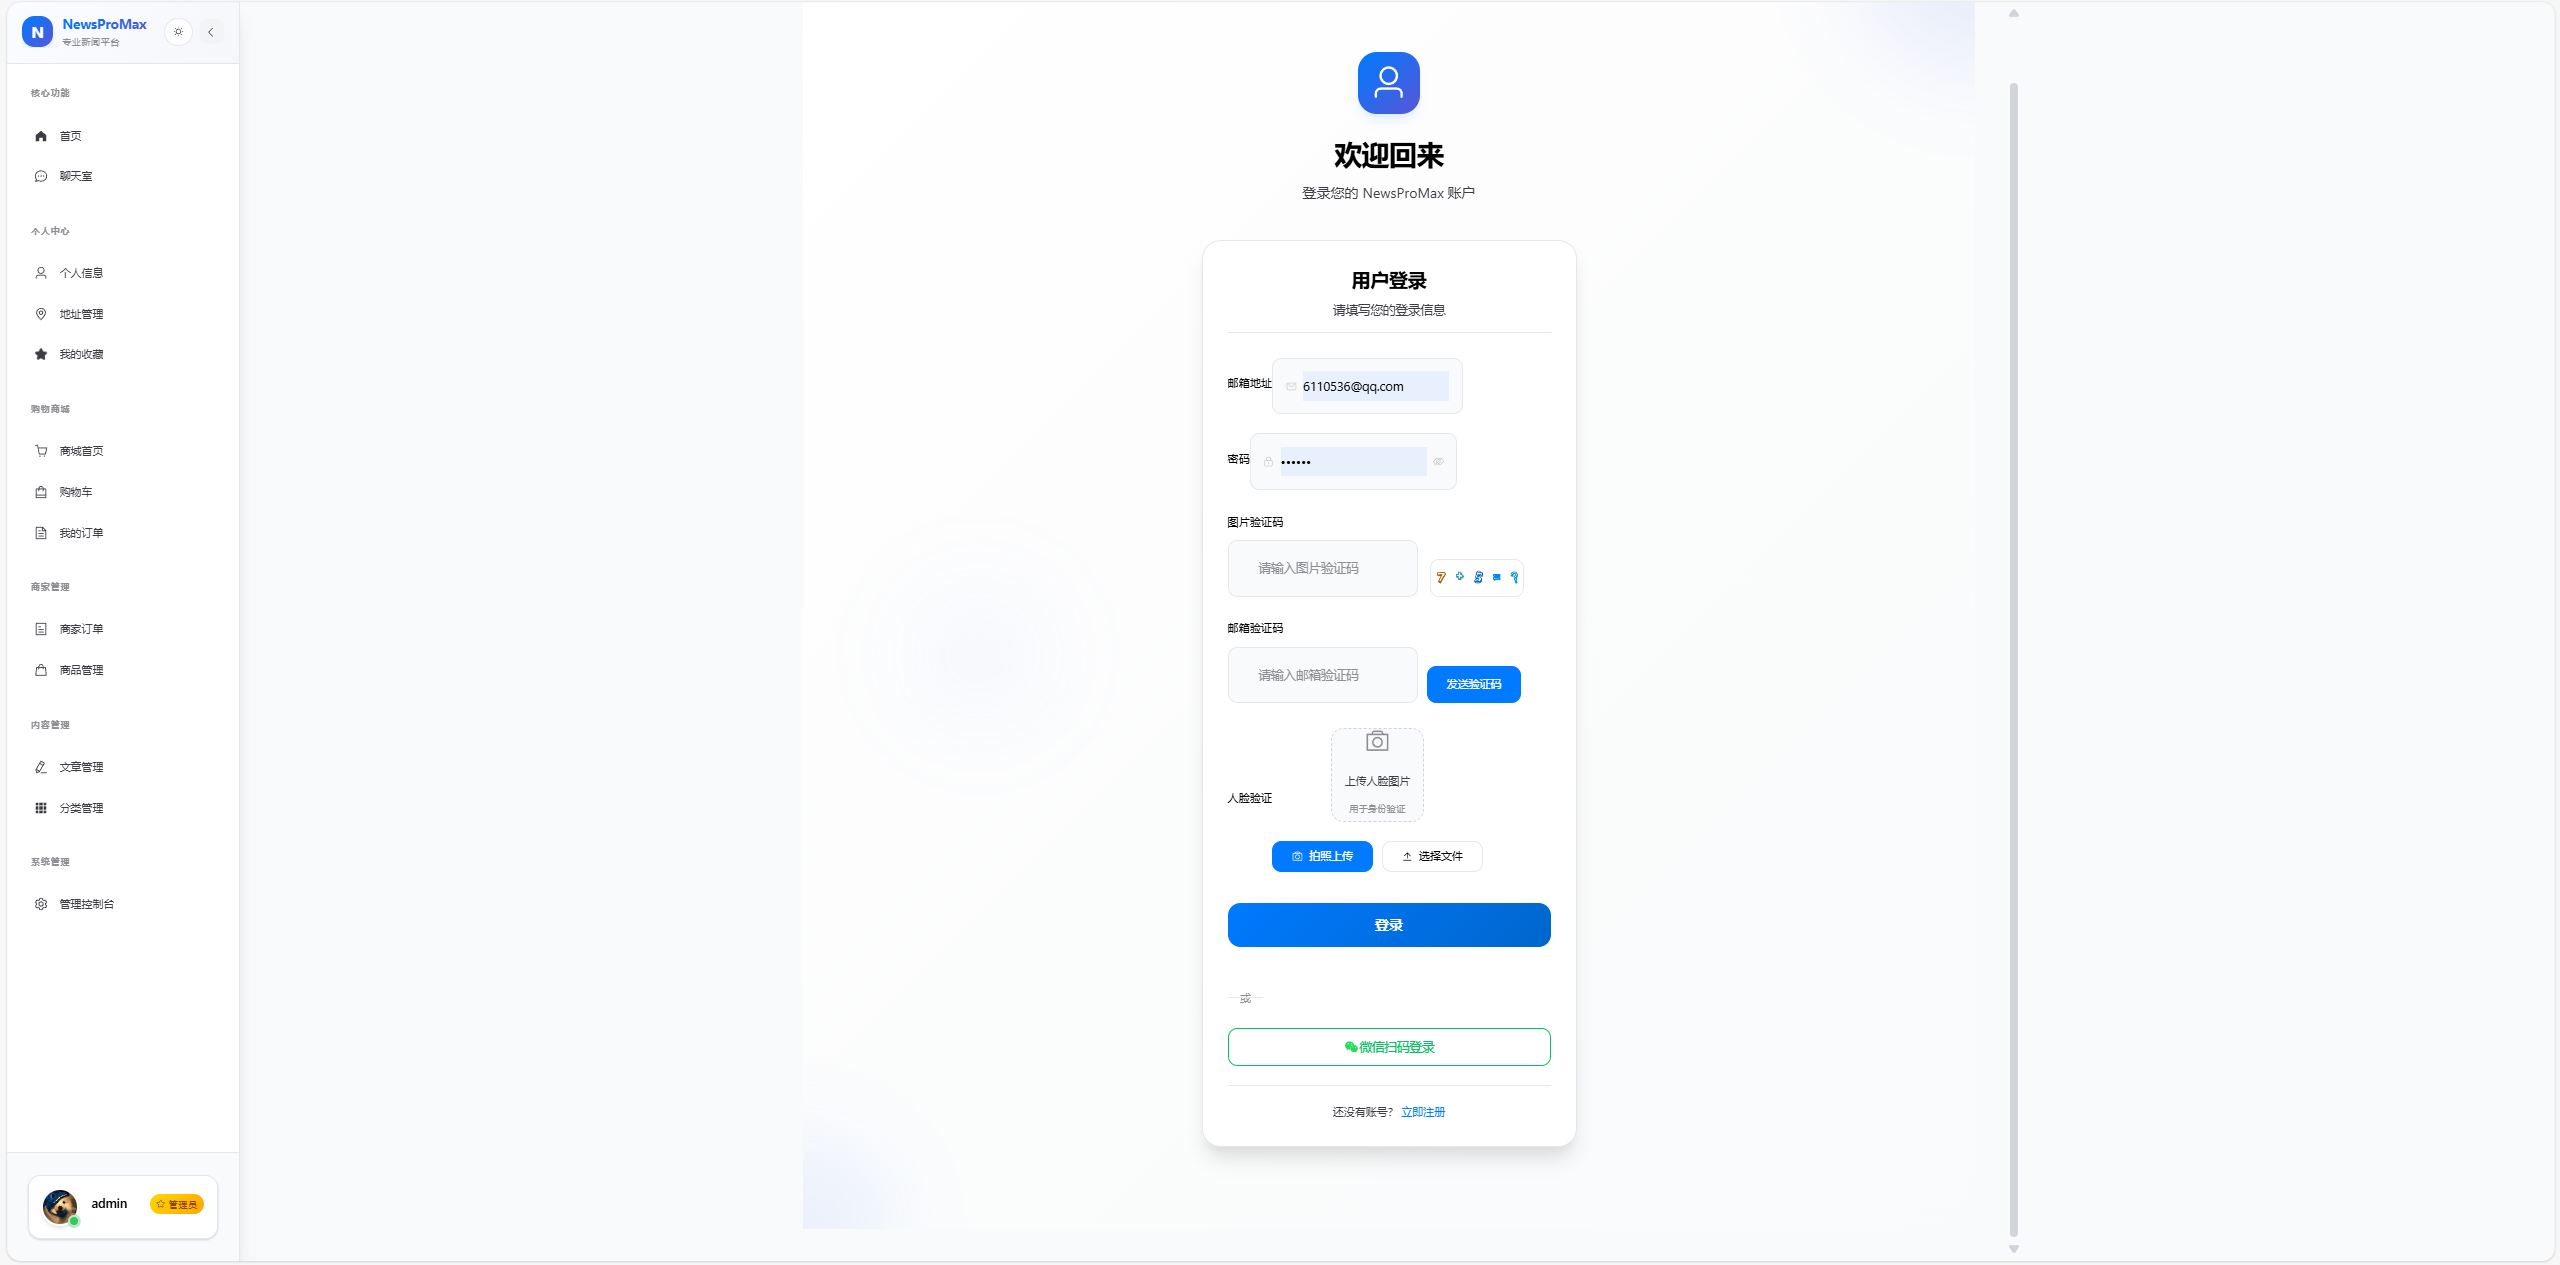 N NewsProMax
专业新闻平台
核心功能
首页
聊天室
个人中心
个人信息
地址管理
我的收藏
购物商城
商城首页
购物车
我的订单
商家管理
商家订单
商品管理
内容管理
文章管理
分类管理
系统管理
管理控制台
admin 管理员
欢迎回来
登录您的 NewsProMax 账户
用户登录
请填写您的登录信息
邮箱地址 6110536@qq.com
密码 ••••••
图片验证码
请输入图片验证码 7 + 5 = ?
邮箱验证码
请输入邮箱验证码 发送验证码
上传人脸图片
人脸验证
用于身份验证
拍照上传 选择文件
登录
或
微信扫码登录
还没有账号? 立即注册